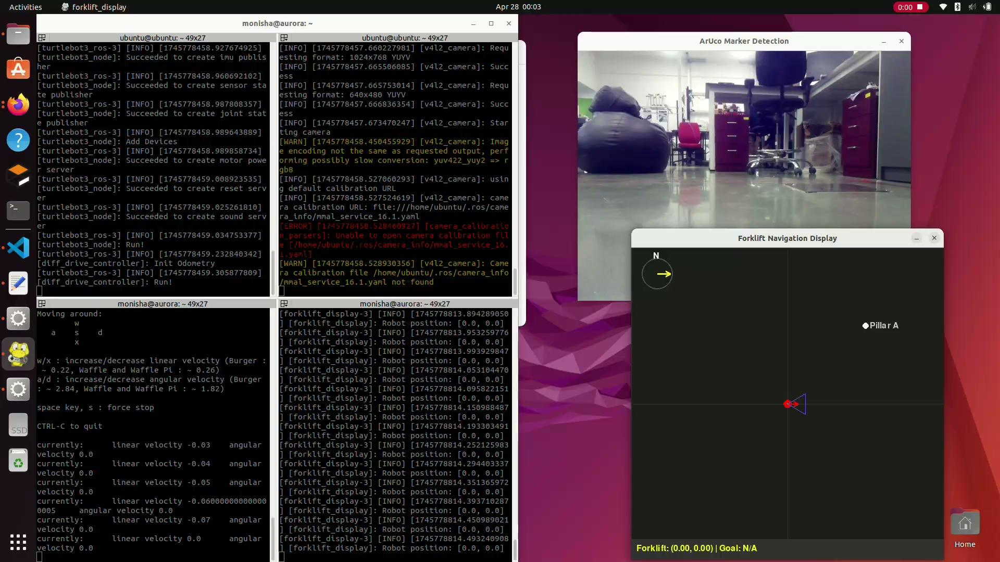 Activities
forklift_display
Apr 28 00:03
0:00
monisha@aurora: ~
ubuntu@ubuntu: ~ 49x27
[turtlebot3_ros-3] [INFO] [1745778458.927674925]
[turtlebot3_node]: Succeeded to create imu publis
her
[turtlebot3_ros-3] [INFO] [1745778458.960692102]
[turtlebot3_node]: Succeeded to create sensor sta
te publisher
[turtlebot3_ros-3] [INFO] [1745778458.987808357]
[turtlebot3_node]: Succeeded to create joint stat
e publisher
[turtlebot3_ros-3] [INFO] [1745778458.989643889]
[turtlebot3_node]: Add Devices
[turtlebot3_ros-3] [INFO] [1745778458.989858734]
[turtlebot3_node]: Succeeded to create motor powe
r server
[turtlebot3_ros-3] [INFO] [1745778459.008923535]
[turtlebot3_node]: Succeeded to create reset serv
er
[turtlebot3_ros-3] [INFO] [1745778459.025261810]
[turtlebot3_node]: Succeeded to create sound serv
er
[turtlebot3_ros-3] [INFO] [1745778459.034753377]
[turtlebot3_node]: Run!
[turtlebot3_ros-3] [INFO] [1745778459.232840342]
[diff_drive_controller]: Init Odometry
[turtlebot3_ros-3] [INFO] [1745778459.305877809]
[diff_drive_controller]: Run!
ubuntu@ubuntu: ~ 49x27
[INFO] [1745778457.660227981] [v4l2_camera]: Requ
esting format: 1024x768 YUYV
[INFO] [1745778457.665506085] [v4l2_camera]: Succ
ess
[INFO] [1745778457.665753014] [v4l2_camera]: Requ
esting format: 640x480 YUYV
[INFO] [1745778457.666836354] [v4l2_camera]: Succ
ess
[INFO] [1745778457.673470247] [v4l2_camera]: Star
ting camera
[WARN] [1745778458.450455929] [v4l2_camera]: Imag
e encoding not the same as requested output, perf
orming possibly slow conversion: yuv422_yuy2 => r
gb8
[INFO] [1745778458.527060293] [v4l2_camera]: usin
g default calibration URL
[INFO] [1745778458.527524619] [v4l2_camera]: came
ra calibration URL: file:///home/ubuntu/.ros/came
ra_info/mmal_service_16.1.yaml
[ERROR] [1745778458.528460927] [camera_calibratio
n_parsers]: Unable to open camera calibration fil
e [/home/ubuntu/.ros/camera_info/mmal_service_16.
1.yaml]
[WARN] [1745778458.528930356] [v4l2_camera]: Came
ra calibration file /home/ubuntu/.ros/camera_info
/mmal_service_16.1.yaml not found
monisha@aurora: ~ 49x27
Moving around:
w
a s d
x
w/x : increase/decrease linear velocity (Burger :
~ 0.22, Waffle and Waffle Pi : ~ 0.26)
a/d : increase/decrease angular velocity (Burger
: ~ 2.84, Waffle and Waffle Pi : ~ 1.82)
space key, s : force stop
CTRL-C to quit
currently: linear velocity -0.03 angular
velocity 0.0
currently: linear velocity -0.04 angular
velocity 0.0
currently: linear velocity -0.05 angular
velocity 0.0
currently: linear velocity -0.06000000000000
0005 angular velocity 0.0
currently: linear velocity -0.07 angular
velocity 0.0
currently: linear velocity 0.0 angular
velocity 0.0
monisha@aurora: ~ 49x27
[forklift_display-3] [INFO] [1745778813.894289050
] [forklift_display]: Robot position: [0.0, 0.0]
[forklift_display-3] [INFO] [1745778813.953259776
] [forklift_display]: Robot position: [0.0, 0.0]
[forklift_display-3] [INFO] [1745778813.993929847
] [forklift_display]: Robot position: [0.0, 0.0]
[forklift_display-3] [INFO] [1745778814.053104470
] [forklift_display]: Robot position: [0.0, 0.0]
[forklift_display-3] [INFO] [1745778814.095822151
] [forklift_display]: Robot position: [0.0, 0.0]
[forklift_display-3] [INFO] [1745778814.150988487
] [forklift_display]: Robot position: [0.0, 0.0]
[forklift_display-3] [INFO] [1745778814.193303491
] [forklift_display]: Robot position: [0.0, 0.0]
[forklift_display-3] [INFO] [1745778814.252125983
] [forklift_display]: Robot position: [0.0, 0.0]
[forklift_display-3] [INFO] [1745778814.294403337
] [forklift_display]: Robot position: [0.0, 0.0]
[forklift_display-3] [INFO] [1745778814.351365972
] [forklift_display]: Robot position: [0.0, 0.0]
[forklift_display-3] [INFO] [1745778814.393710287
] [forklift_display]: Robot position: [0.0, 0.0]
[forklift_display-3] [INFO] [1745778814.450989021
] [forklift_display]: Robot position: [0.0, 0.0]
[forklift_display-3] [INFO] [1745778814.493240908
] [forklift_display]: Robot position: [0.0, 0.0]
ArUco Marker Detection
Forklift Navigation Display
N
Pillar A
Forklift: (0.00, 0.00) | Goal: N/A
SSD
Home